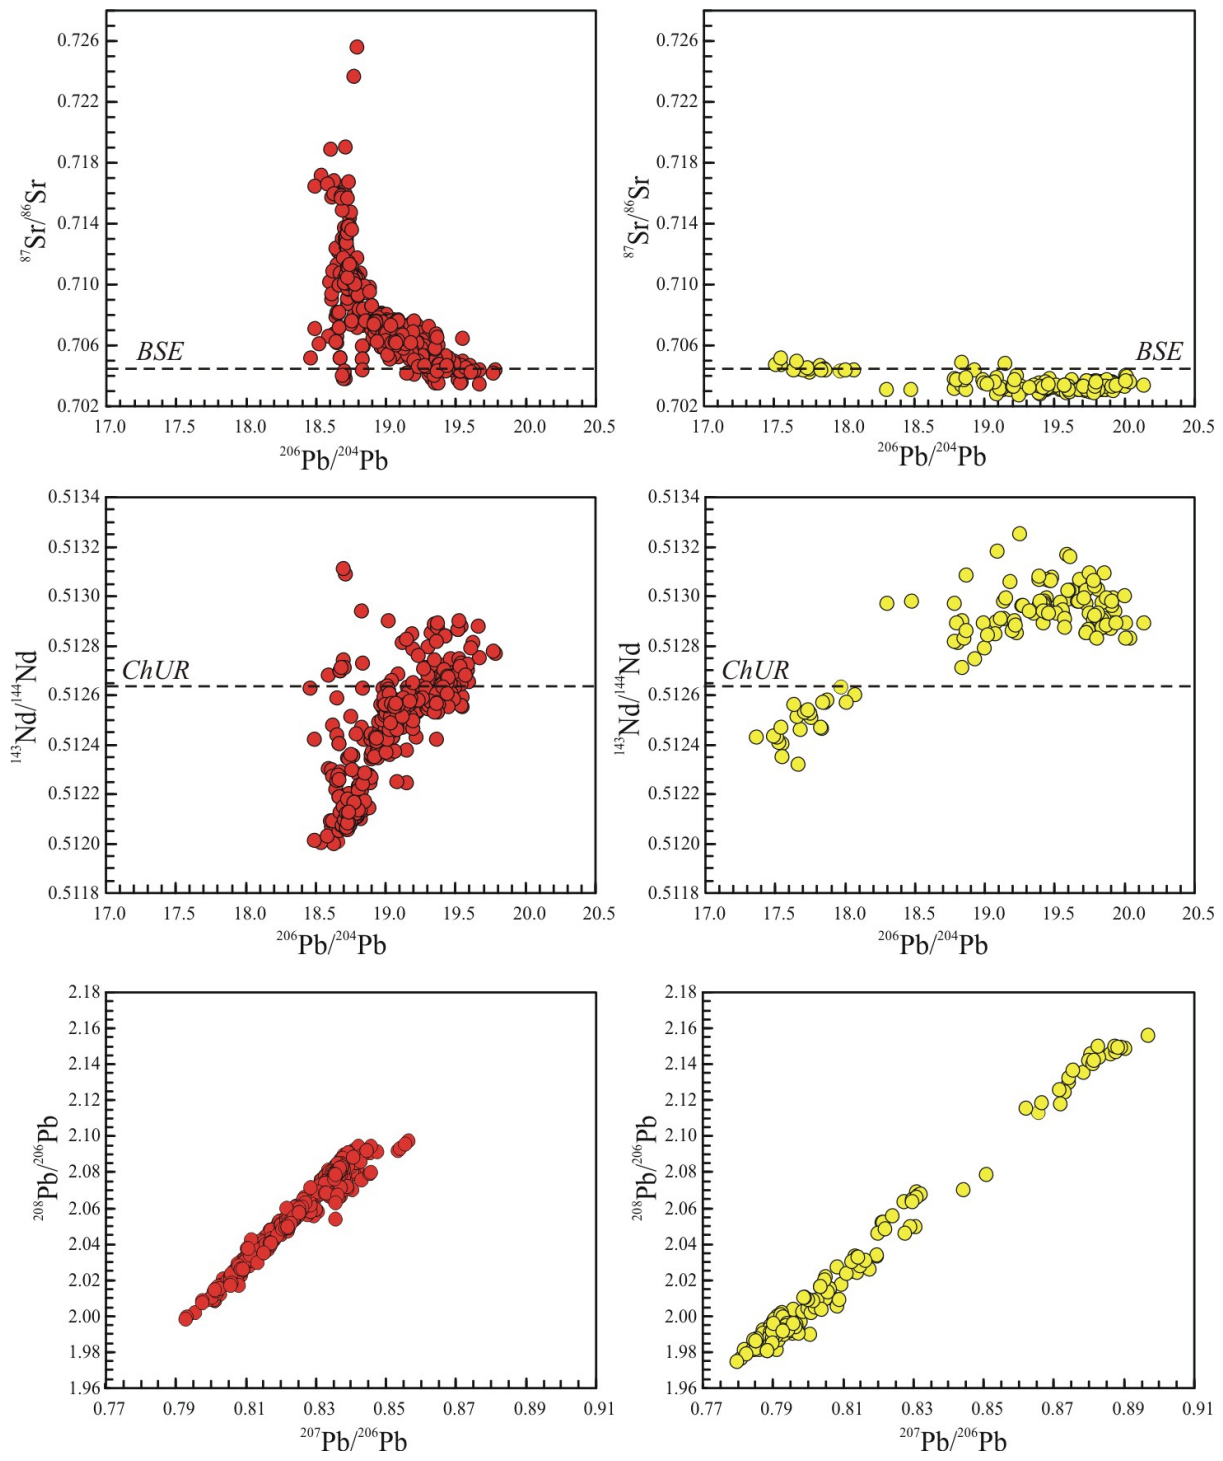 0.726
0.722
0.718
0.714
0.710
0.706
0.702
⁸⁷Sr/⁸⁶Sr
BSE
17.0 17.5 18.0 18.5 19.0 19.5 20.0 20.5
²⁰⁶Pb/²⁰⁴Pb
0.726
0.722
0.718
0.714
0.710
0.706
0.702
⁸⁷Sr/⁸⁶Sr
BSE
17.0 17.5 18.0 18.5 19.0 19.5 20.0 20.5
²⁰⁶Pb/²⁰⁴Pb
0.5134
0.5132
0.5130
0.5128
0.5126
0.5124
0.5122
0.5120
0.5118
¹⁴³Nd/¹⁴⁴Nd
ChUR
17.0 17.5 18.0 18.5 19.0 19.5 20.0 20.5
²⁰⁶Pb/²⁰⁴Pb
0.5134
0.5132
0.5130
0.5128
0.5126
0.5124
0.5122
0.5120
0.5118
¹⁴³Nd/¹⁴⁴Nd
ChUR
17.0 17.5 18.0 18.5 19.0 19.5 20.0 20.5
²⁰⁶Pb/²⁰⁴Pb
2.18
2.16
2.14
2.12
2.10
2.08
2.06
2.04
2.02
2.00
1.98
1.96
²⁰⁸Pb/²⁰⁶Pb
0.77 0.79 0.81 0.83 0.85 0.87 0.89 0.91
²⁰⁷Pb/²⁰⁶Pb
2.18
2.16
2.14
2.12
2.10
2.08
2.06
2.04
2.02
2.00
1.98
1.96
²⁰⁸Pb/²⁰⁶Pb
0.77 0.79 0.81 0.83 0.85 0.87 0.89 0.91
²⁰⁷Pb/²⁰⁶Pb